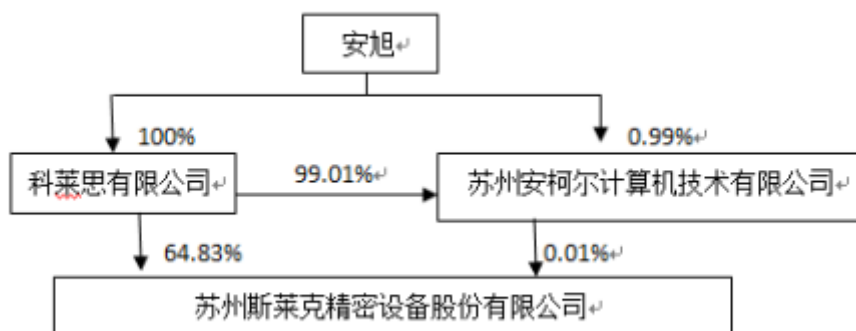 安旭
100%
0.99%
科莱思有限公司
99.01%
苏州安柯尔计算机技术有限公司
64.83%
0.01%
苏州斯莱克精密设备股份有限公司